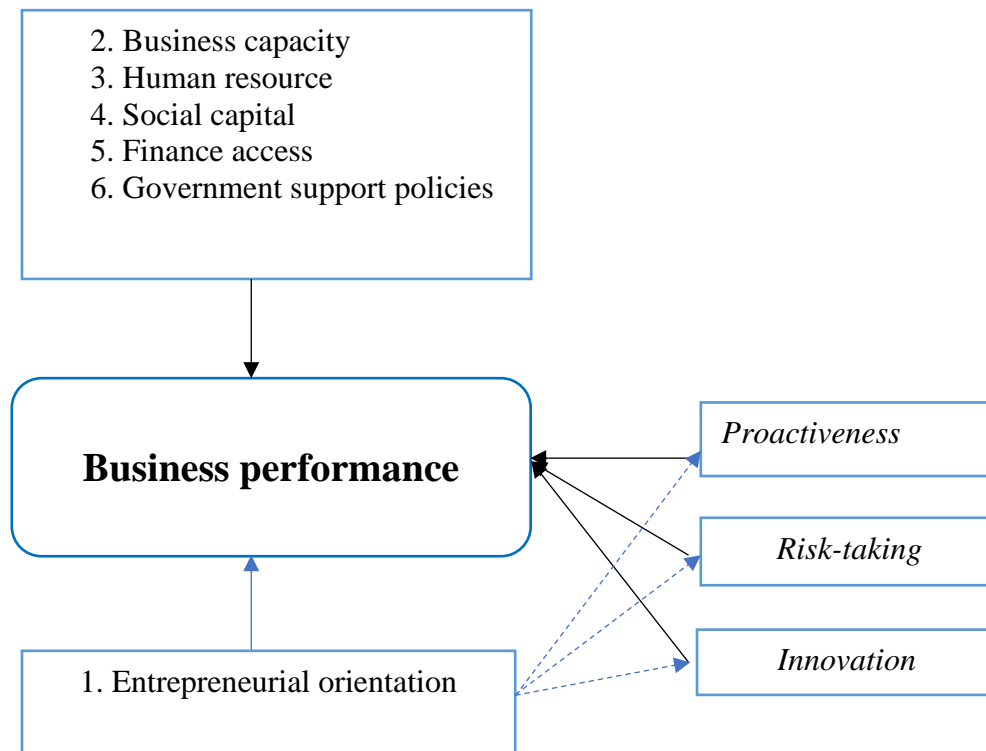 2. Business capacity
3. Human resource
4. Social capital
5. Finance access
6. Government support policies
Business performance
Proactiveness
Risk-taking
Innovation
1. Entrepreneurial orientation